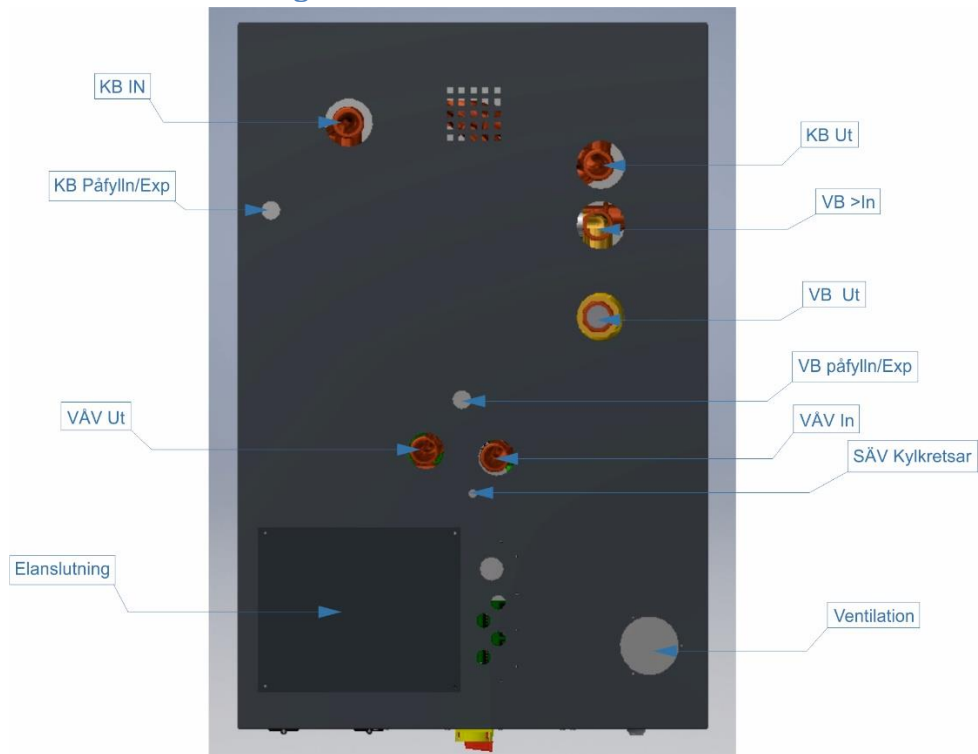 KB IN
KB Ut
KB Påfylln/Exp
VB >In
VB Ut
VB påfylln/Exp
VÅV Ut
VÅV In
SÄV Kylkretsar
Elanslutning
Ventilation